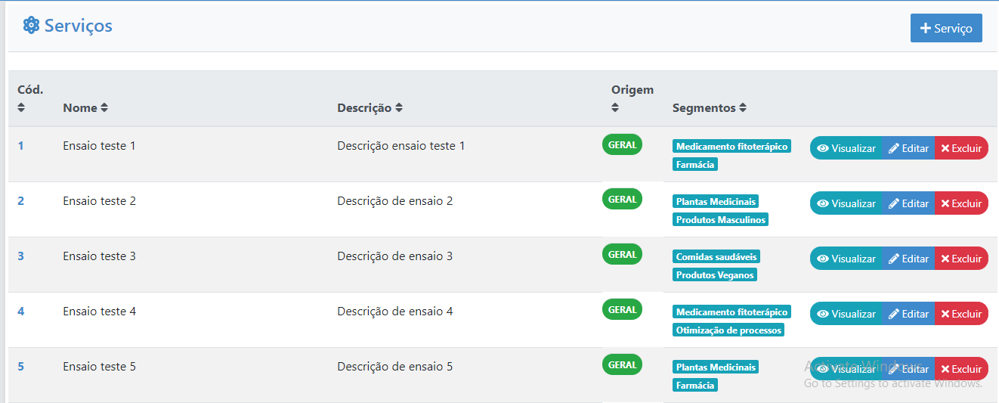 Serviços
Serviço
Cód.
Nome
Descrição
Origem
Segmentos
1 Ensaio teste 1 Descrição ensaio teste 1 GERAL Medicamento fitoterápico Visualizar Editar Excluir
Farmácia
2 Ensaio teste 2 Descrição de ensaio 2 GERAL Plantas Medicinais Visualizar Editar Excluir
Produtos Masculinos
3 Ensaio teste 3 Descrição de ensaio 3 GERAL Comidas saudáveis Visualizar Editar Excluir
Produtos Veganos
4 Ensaio teste 4 Descrição de ensaio 4 GERAL Medicamento fitoterápico Visualizar Editar Excluir
Otimização de processos
5 Ensaio teste 5 Descrição de ensaio 5 GERAL Plantas Medicinais Visualizar Editar Excluir
Farmácia
Activate Windows
Go to Settings to activate Windows.